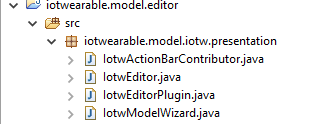 iotwearable.model.editor
src
iotwearable.model.iotw.presentation
IotwActionBarContributor.java
IotwEditor.java
IotwEditorPlugin.java
IotwModelWizard.java